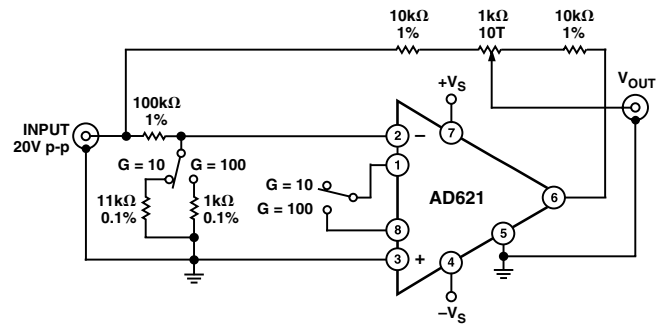 10kΩ 1kΩ 10kΩ
1% 10T 1%
+VS
VOUT
INPUT
20V p-p
100kΩ
1%
2 −
7
1
G = 10 G = 100
G = 10
G = 100
AD621
6
11kΩ
0.1%
1kΩ
0.1%
8
5
3 +
4
−VS